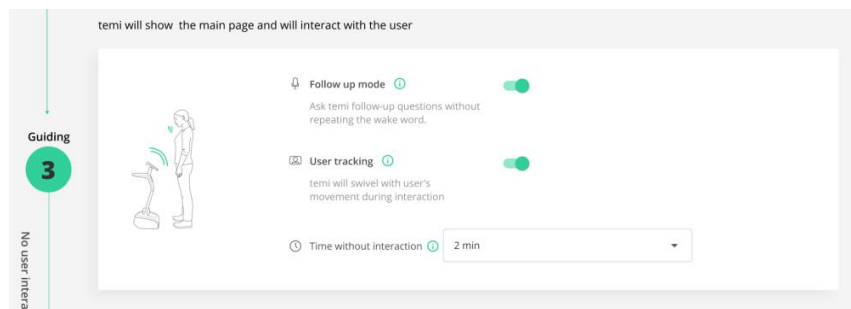 temi will show the main page and will interact with the user
Follow up mode
Ask temi follow-up questions without
repeating the wake word.
Guiding
3
User tracking
temi will swivel with user's
movement during interaction
Time without interaction
2 min
No user intera